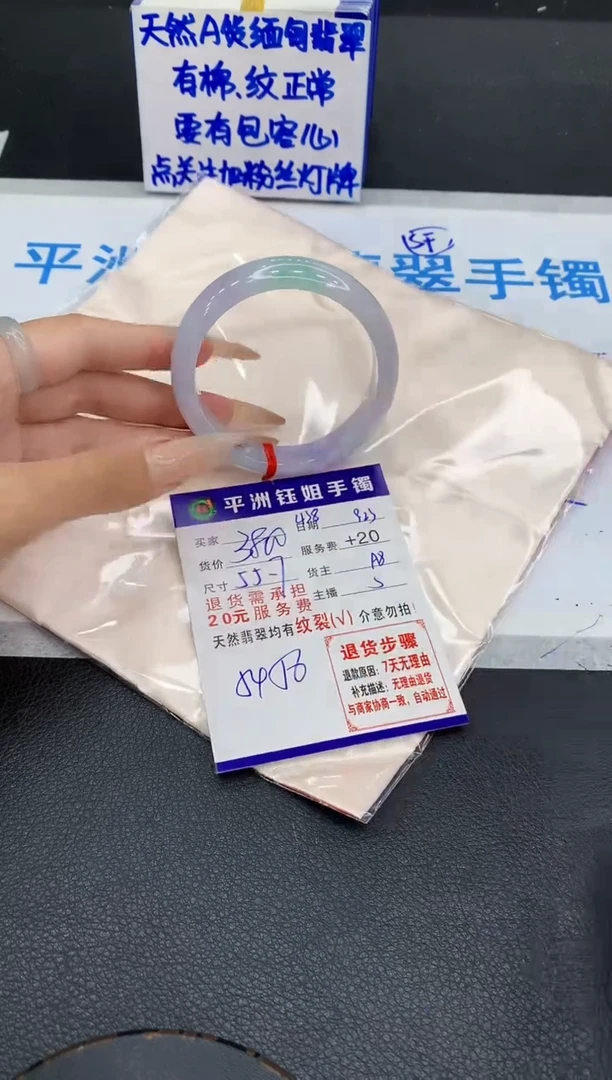 天然A货缅甸翡翠
有棉、纹正常
要有包容心
点关注加粉丝灯牌
平洲
翠手镯
平洲钰姐手镯
买家
日期
货价 3800
服务费 +20
尺寸 55-7
货主 A8
主播 S
退货需承担
20元服务费
天然翡翠均有纹裂(√) 介意勿拍!
退货步骤
退款原因: 7天无理由
补充描述: 无理由退货
与商家协商一致,自动通过